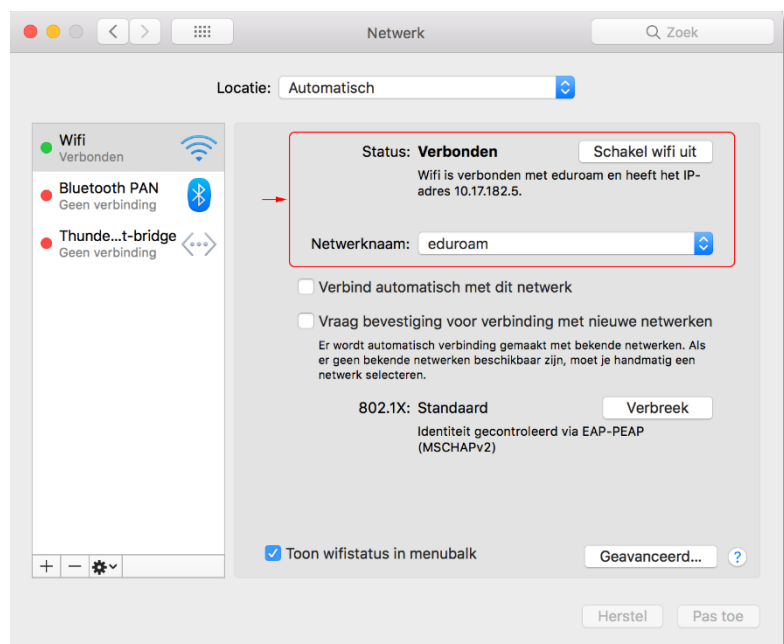 Netwerk
Zoek
Locatie: Automatisch
Wifi
Verbonden
Bluetooth PAN
Geen verbinding
Thunde...t-bridge
Geen verbinding
Status: Verbonden
Schakel wifi uit
Wifi is verbonden met eduroam en heeft het IP-
adres 10.17.182.5.
Netwerknaam: eduroam
Verbind automatisch met dit netwerk
Vraag bevestiging voor verbinding met nieuwe netwerken
Er wordt automatisch verbinding gemaakt met bekende netwerken. Als
er geen bekende netwerken beschikbaar zijn, moet je handmatig een
netwerk selecteren.
802.1X: Standaard
Verbreek
Identiteit gecontroleerd via EAP-PEAP
(MSCHAPv2)
Toon wifistatus in menubalk
Geavanceerd...
?
Herstel
Pas toe